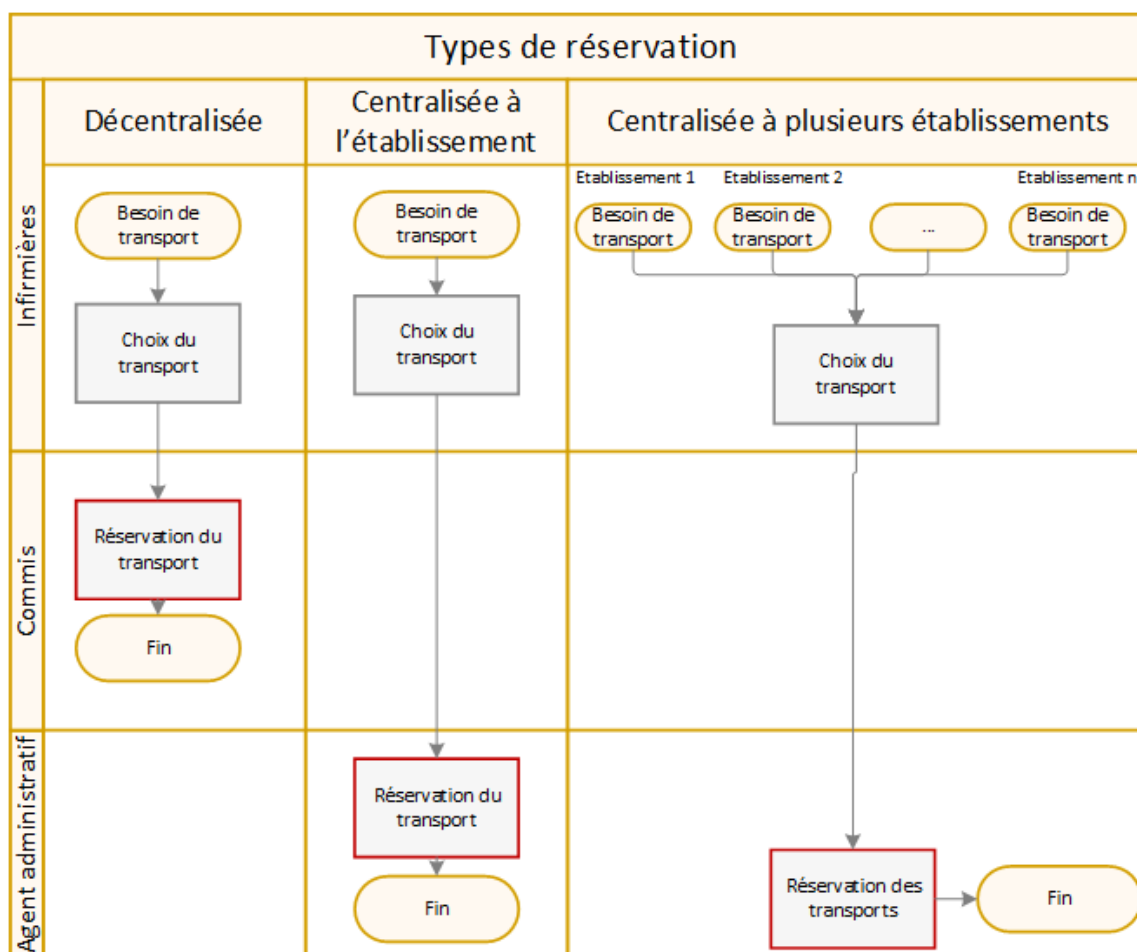 Types de réservation
Décentralisée
Centralisée à
l'établissement
Centralisée à plusieurs établissements
Infirmières
Besoin de
transport
Choix du
transport
Besoin de
transport
Choix du
transport
Etablissement 1
Etablissement 2
Etablissement n
Besoin de
transport
Besoin de
transport
...
Besoin de
transport
Choix du
transport
Commis
Réservation du
transport
Fin
Agent administratif
Réservation du
transport
Fin
Réservation des
transports
Fin